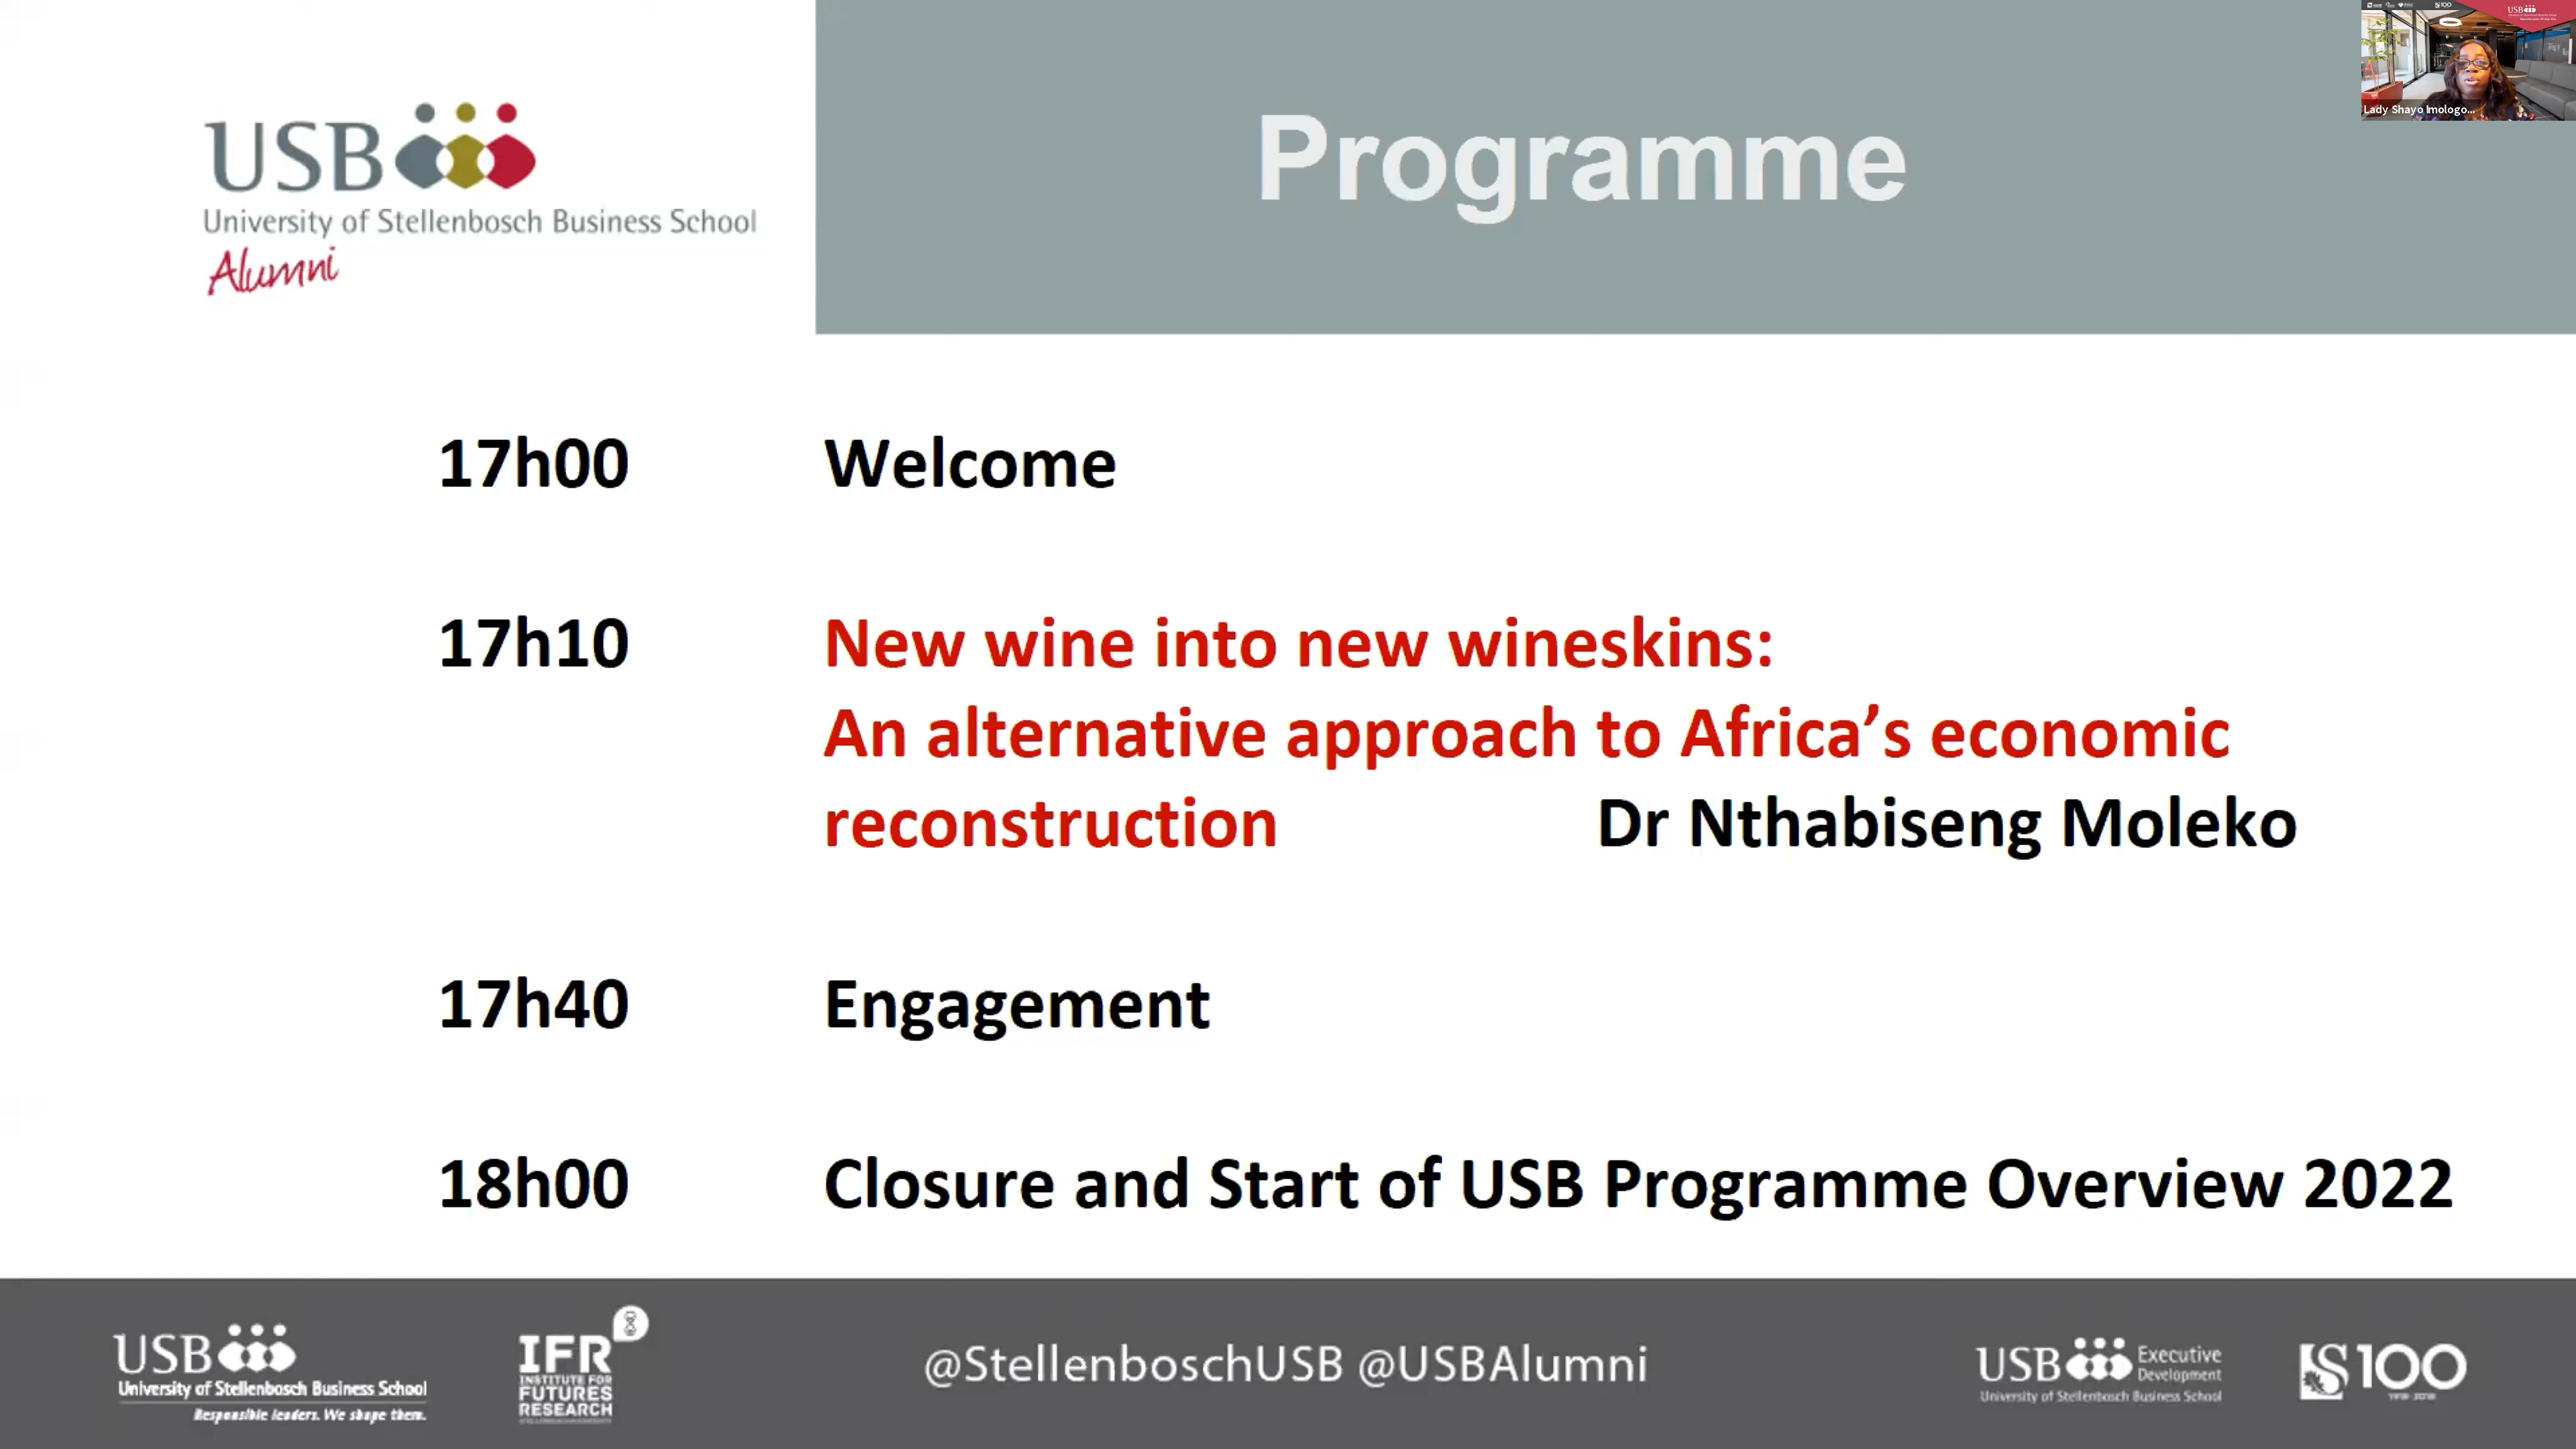 USB
University of Stellenbosch Business School
Alumni
Programme
USB
Lady Shayo Imologo...
17h00 Welcome
17h10 New wine into new wineskins:
An alternative approach to Africa's economic
reconstruction Dr Nthabiseng Moleko
17h40 Engagement
18h00 Closure and Start of USB Programme Overview 2022
USB
University of Stellenbosch Business School
Responsible leaders. We shape them.
IFR
INSTITUTE FOR
FUTURES
RESEARCH
@StellenboschUSB @USBAlumni
USB Executive
Development
University of Stellenbosch Business School
S100